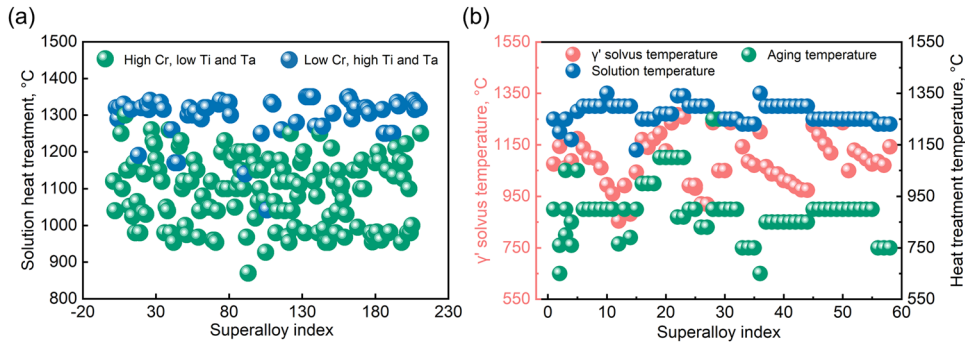 (a)
1500
1400
1300
1200
1100
1000
900
800
Solution heat treatment, °C
High Cr, low Ti and Ta
Low Cr, high Ti and Ta
-20
30
80
130
180
230
Superalloy index
(b)
1550
1350
1150
950
750
550
γ' solvus temperature, °C
γ' solvus temperature
Solution temperature
Aging temperature
1550
1350
1150
950
750
550
Heat treatment temperature, °C
0
10
20
30
40
50
60
Superalloy index